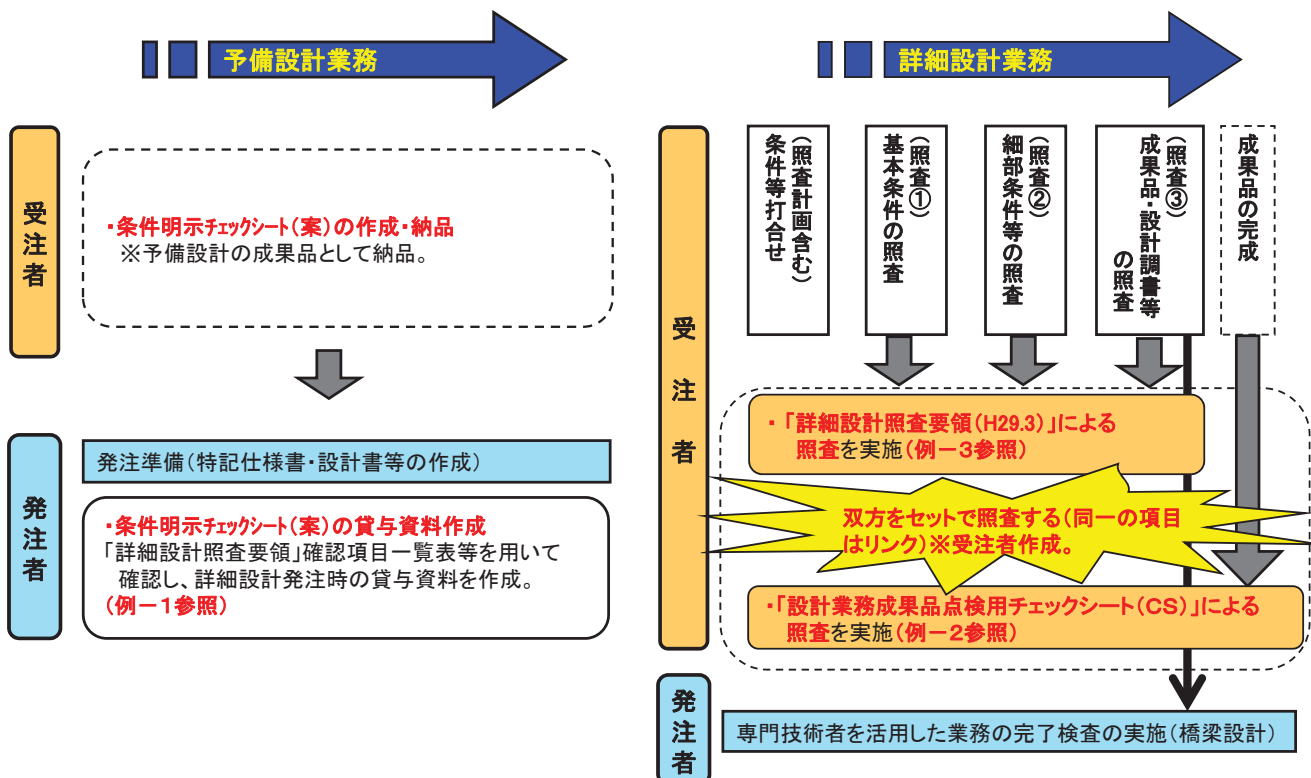 予備設計業務
受注者
・条件明示チェックシート(案)の作成・納品
※予備設計の成果品として納品。
発注者
発注準備(特記仕様書・設計書等の作成)
・条件明示チェックシート(案)の貸与資料作成
「詳細設計照査要領」確認項目一覧表等を用いて
確認し、詳細設計発注時の貸与資料を作成。
(例－1参照)
詳細設計業務
受注者
(照査計画含む)
条件等打合せ
(照査①)
基本条件の照査
(照査②)
細部条件等の照査
(照査③)
成果品・設計調書等
の照査
成果品の完成
・「詳細設計照査要領(H29.3)」による
照査を実施(例－3参照)
双方をセットで照査する(同一の項目
はリンク)※受注者作成。
・「設計業務成果品点検用チェックシート(CS)」による
照査を実施(例－2参照)
発注者
専門技術者を活用した業務の完了検査の実施(橋梁設計)